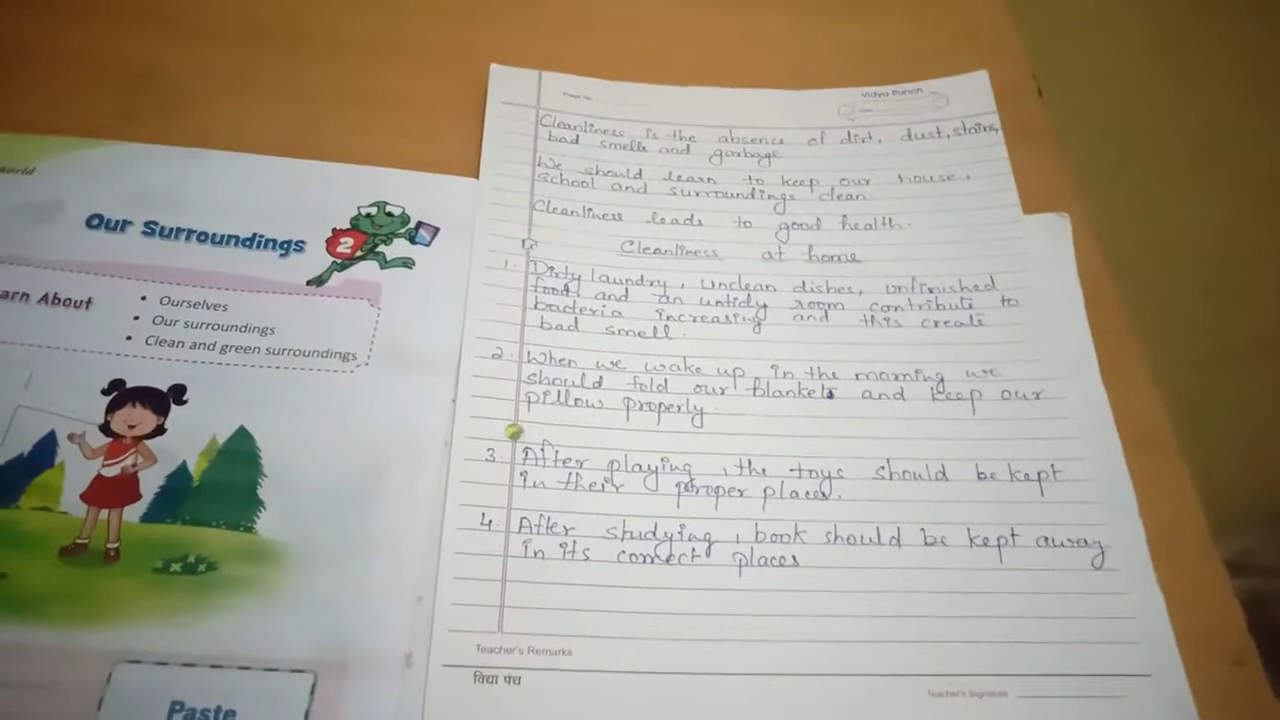 World
Our Surroundings
2
arn About
• Ourselves
• Our surroundings
• Clean and green surroundings
Paste
Vidya Punch
Cleanliness is the absence of dirt, dust, stains,
bad smells and garbage
We should learn to keep our house,
school and surroundings clean
Cleanliness leads to good health.
Cleanliness at home
1. Dirty laundry, unclean dishes, unfinished
food, and an untidy room contribute to
bacteria increasing and this create
bad smell.
2. When we wake up in the morning we
should fold our blankets and keep our
pillow properly.
3. After playing, the toys should be kept
in their proper places.
4. After studying, book should be kept away
in its correct places
Teacher's Remarks
विद्या पंच
Teacher's Signature